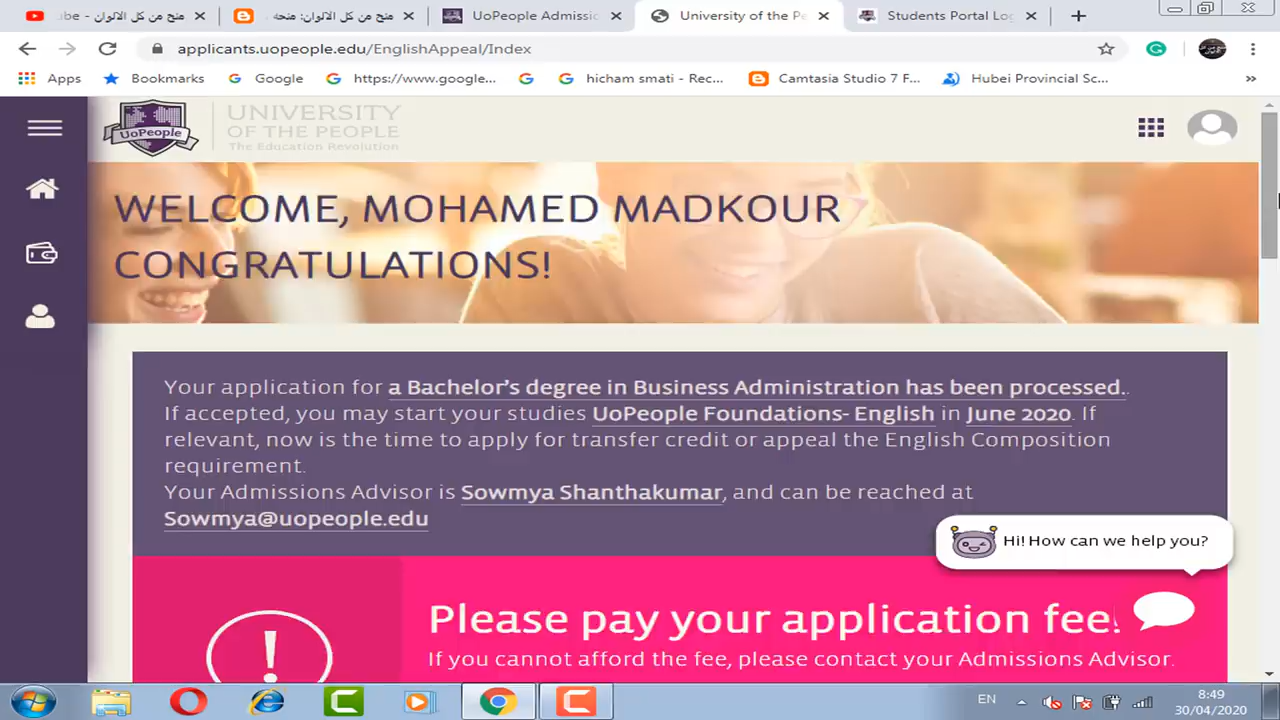 ube - منح من كل الالوان
منح من كل الالوان: منحة
UoPeople Admissi
University of the Pe
Students Portal Log
applicants.uopeople.edu/EnglishAppeal/Index
Apps
Bookmarks
Google
https://www.google...
hicham smati - Rec...
Camtasia Studio 7 F...
Hubei Provincial Sc...
»
UoPeople
UNIVERSITY
OF THE PEOPLE
The Education Revolution
WELCOME, MOHAMED MADKOUR
CONGRATULATIONS!
Your application for a Bachelor's degree in Business Administration has been processed..
If accepted, you may start your studies UoPeople Foundations- English in June 2020. If
relevant, now is the time to apply for transfer credit or appeal the English Composition
requirement.
Your Admissions Advisor is Sowmya Shanthakumar, and can be reached at
Sowmya@uopeople.edu
Hi! How can we help you?
Please pay your application fee!
If you cannot afford the fee, please contact your Admissions Advisor.
EN
8:49
30/04/2020